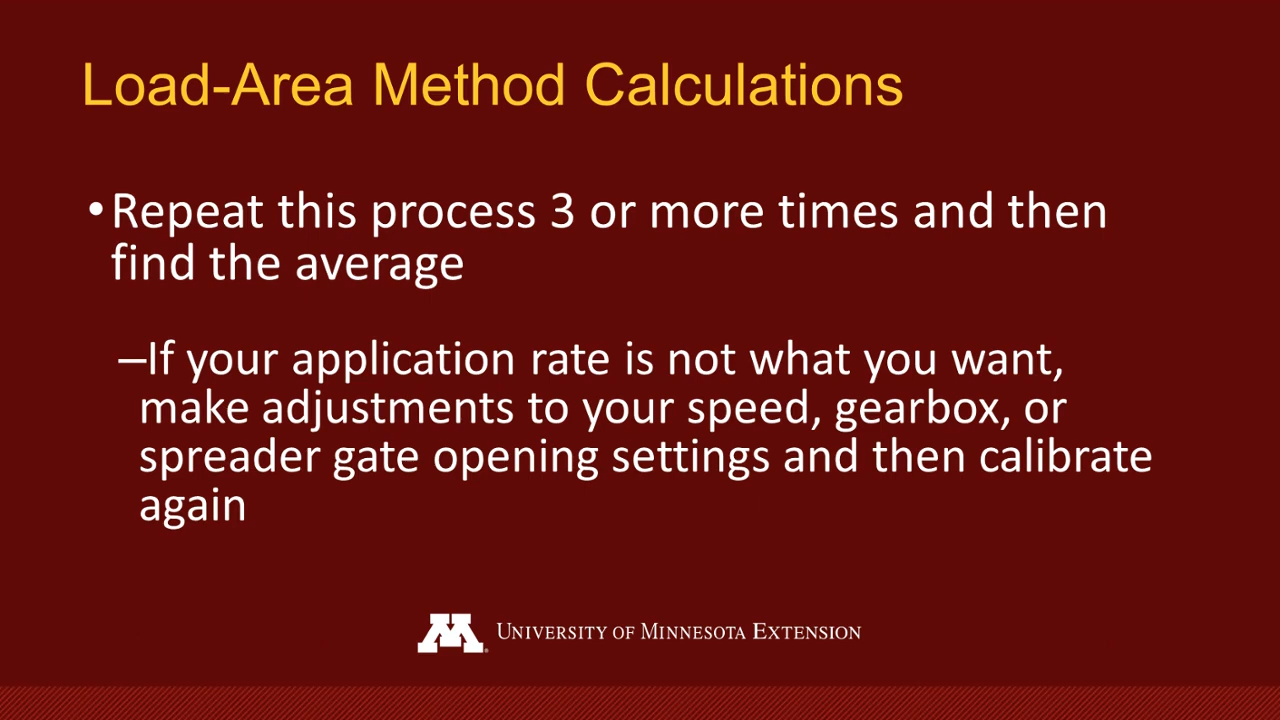 Load-Area Method Calculations
•Repeat this process 3 or more times and then
find the average
–If your application rate is not what you want,
make adjustments to your speed, gearbox, or
spreader gate opening settings and then calibrate
again
M UNIVERSITY OF MINNESOTA EXTENSION